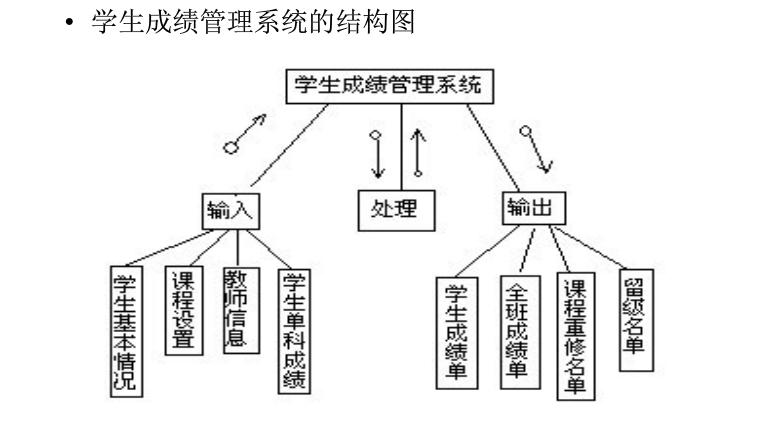 • 学生成绩管理系统的结构图
学生成绩管理系统
输入
处理
输出
学生基本情况
课程设置
教师信息
学生单科成绩
学生成绩单
全班成绩单
课程重修名单
留级名单